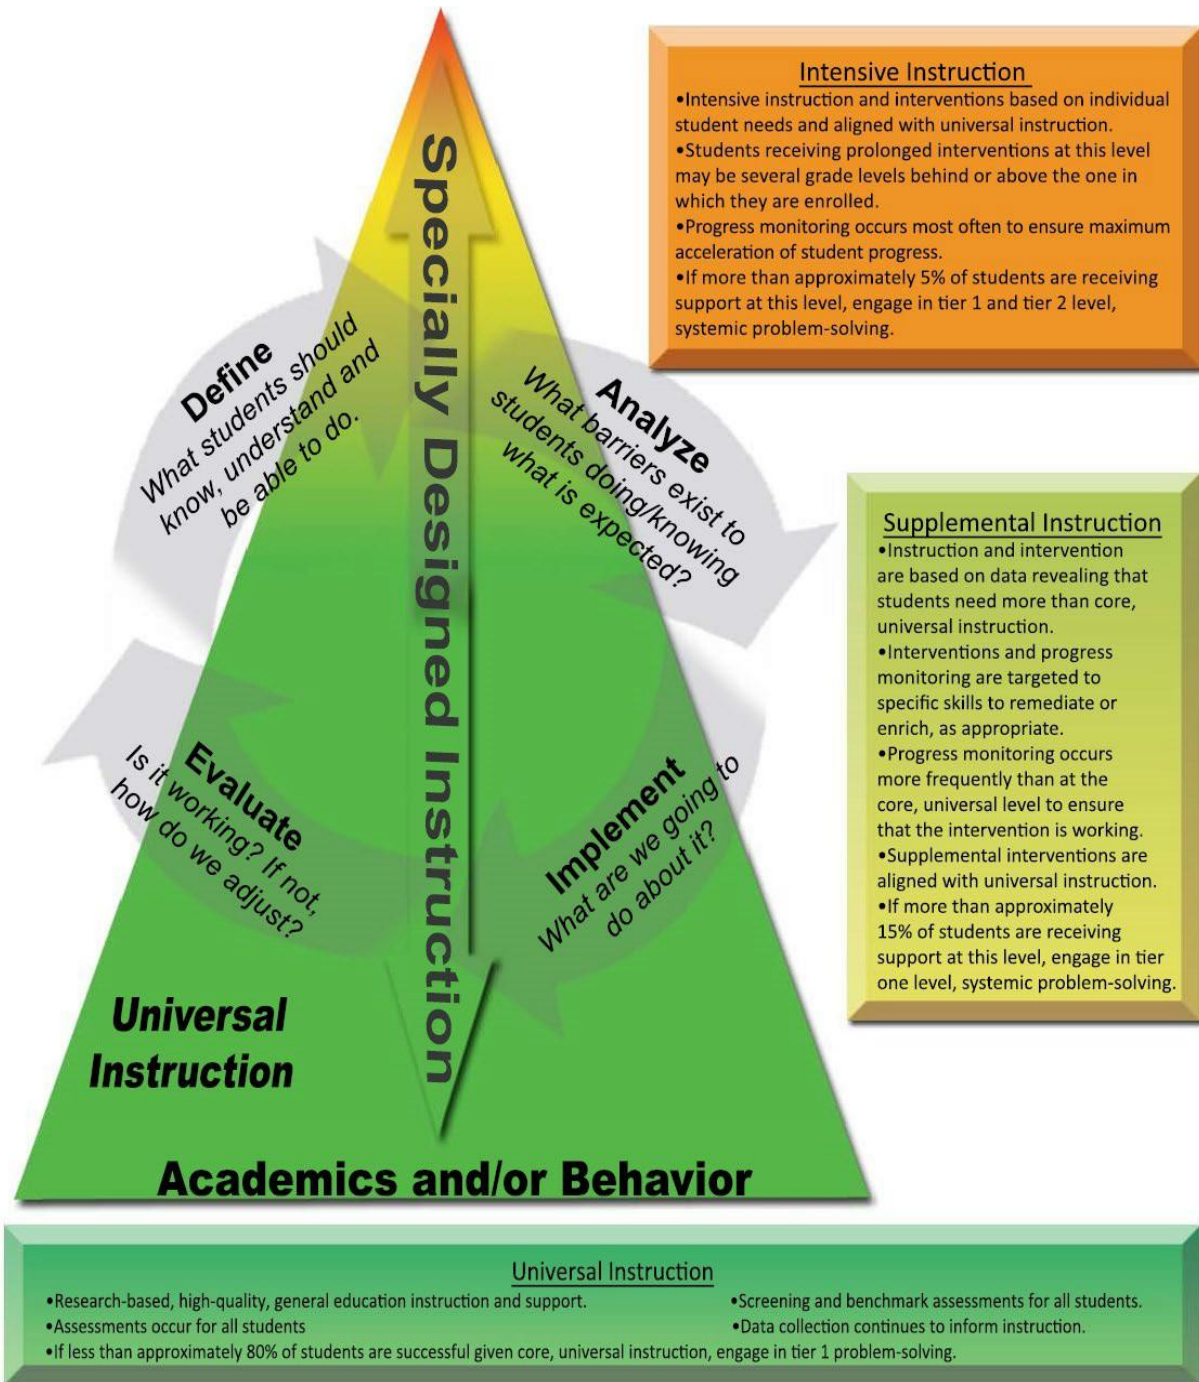 Intensive Instruction
•Intensive instruction and interventions based on individual
student needs and aligned with universal instruction.
•Students receiving prolonged interventions at this level
may be several grade levels behind or above the one in
which they are enrolled.
•Progress monitoring occurs most often to ensure maximum
acceleration of student progress.
•If more than approximately 5% of students are receiving
support at this level, engage in tier 1 and tier 2 level,
systemic problem-solving.
Specially Designed Instruction
Define
What students should
know, understand and
be able to do.
Analyze
What barriers exist to
students doing/knowing
what is expected?
Supplemental Instruction
•Instruction and intervention
are based on data revealing that
students need more than core,
universal instruction.
•Interventions and progress
monitoring are targeted to
specific skills to remediate or
enrich, as appropriate.
•Progress monitoring occurs
more frequently than at the
core, universal level to ensure
that the intervention is working.
•Supplemental interventions are
aligned with universal instruction.
•If more than approximately
15% of students are receiving
support at this level, engage in tier
one level, systemic problem-solving.
Evaluate
Is it working? If not,
how do we adjust?
Implement
What are we going to
do about it?
Universal
Instruction
Academics and/or Behavior
Universal Instruction
•Research-based, high-quality, general education instruction and support.
•Screening and benchmark assessments for all students.
•Assessments occur for all students
•Data collection continues to inform instruction.
•If less than approximately 80% of students are successful given core, universal instruction, engage in tier 1 problem-solving.